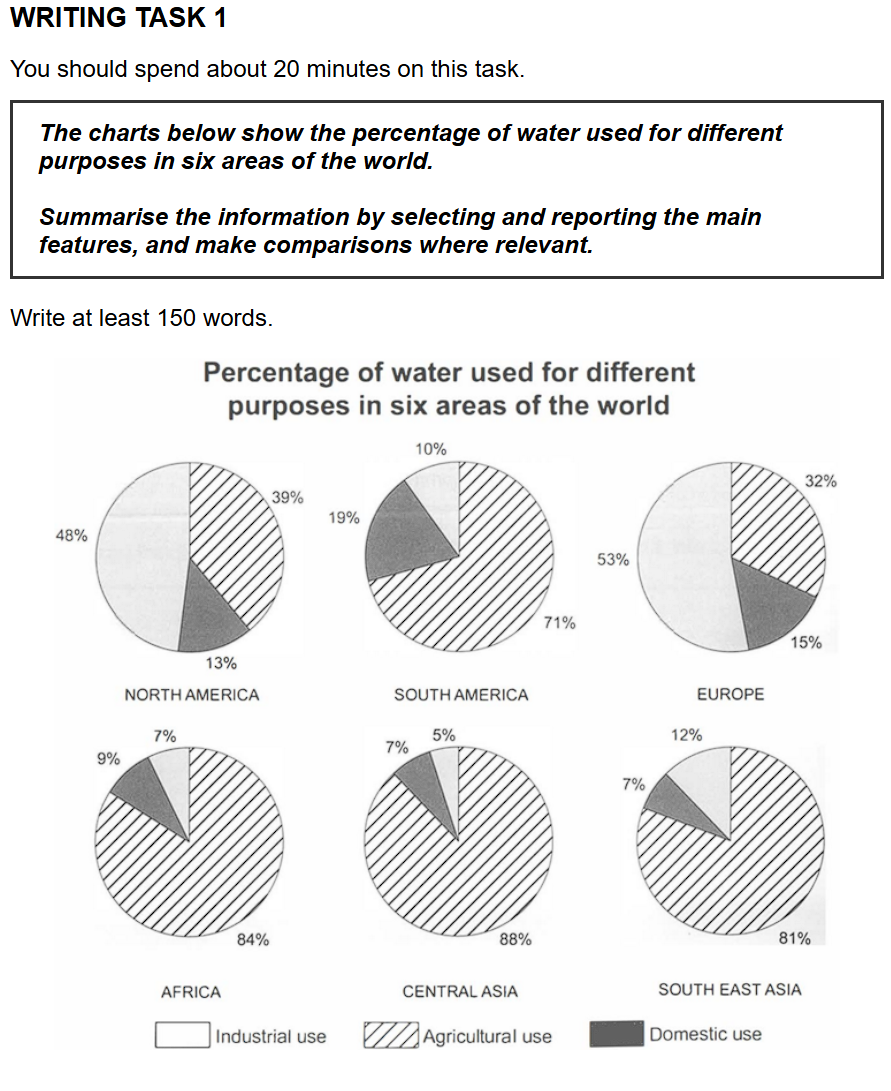 WRITING TASK 1
You should spend about 20 minutes on this task.
The charts below show the percentage of water used for different
purposes in six areas of the world.
Summarise the information by selecting and reporting the main
features, and make comparisons where relevant.
Write at least 150 words.
Percentage of water used for different
purposes in six areas of the world
48%
39%
13%
NORTH AMERICA
10%
19%
71%
SOUTH AMERICA
32%
53%
15%
EUROPE
7%
9%
84%
AFRICA
5%
7%
88%
CENTRAL ASIA
12%
7%
81%
SOUTH EAST ASIA
Industrial use
Agricultural use
Domestic use